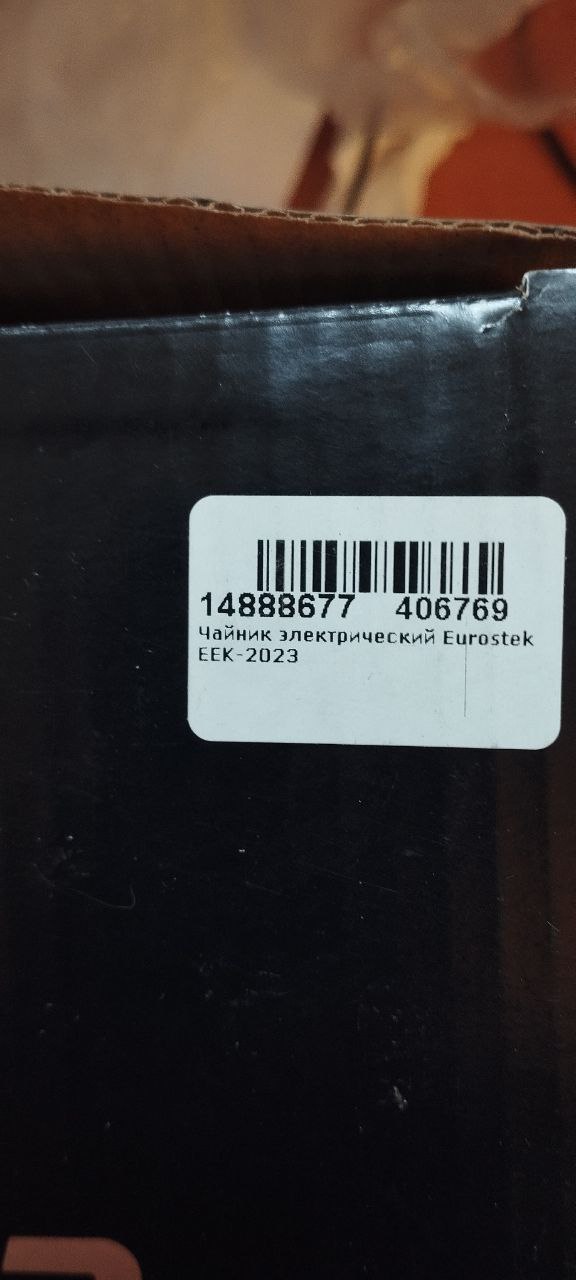 14888677 406769
Чайник электрический Eurostek
EEK-2023